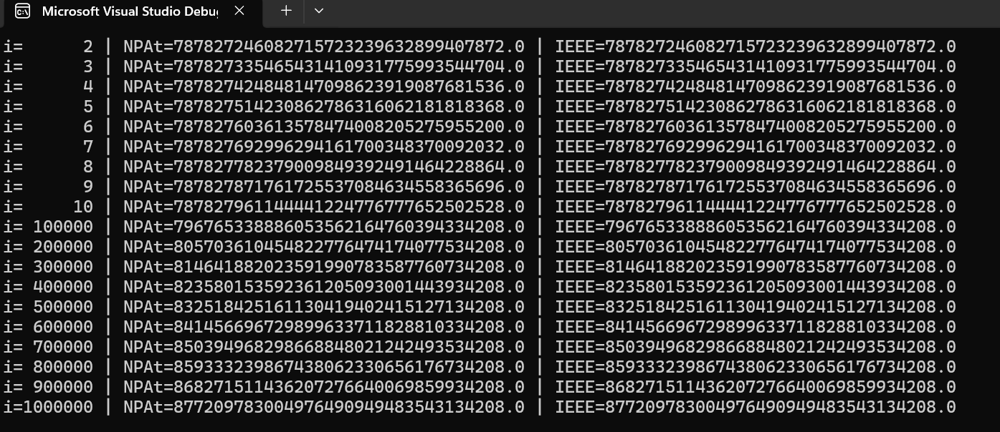 Microsoft Visual Studio Debu
i=      2 | NPAt=787827246082715723239632899407872.0 | IEEE=787827246082715723239632899407872.0
i=      3 | NPAt=787827335465431410931775993544704.0 | IEEE=787827335465431410931775993544704.0
i=      4 | NPAt=787827424848147098623919087681536.0 | IEEE=787827424848147098623919087681536.0
i=      5 | NPAt=787827514230862786316062181818368.0 | IEEE=787827514230862786316062181818368.0
i=      6 | NPAt=787827603613578474008205275955200.0 | IEEE=787827603613578474008205275955200.0
i=      7 | NPAt=787827692996294161700348370092032.0 | IEEE=787827692996294161700348370092032.0
i=      8 | NPAt=787827782379009849392491464228864.0 | IEEE=787827782379009849392491464228864.0
i=      9 | NPAt=787827871761725537084634558365696.0 | IEEE=787827871761725537084634558365696.0
i=     10 | NPAt=787827961144441224776777652502528.0 | IEEE=787827961144441224776777652502528.0
i= 100000 | NPAt=796765338886053562164760394334208.0 | IEEE=796765338886053562164760394334208.0
i= 200000 | NPAt=805703610454822776474174077534208.0 | IEEE=805703610454822776474174077534208.0
i= 300000 | NPAt=814641882023591990783587760734208.0 | IEEE=814641882023591990783587760734208.0
i= 400000 | NPAt=823580153592361205093001443934208.0 | IEEE=823580153592361205093001443934208.0
i= 500000 | NPAt=832518425161130419402415127134208.0 | IEEE=832518425161130419402415127134208.0
i= 600000 | NPAt=841456696729899633711828810334208.0 | IEEE=841456696729899633711828810334208.0
i= 700000 | NPAt=850394968298668848021242493534208.0 | IEEE=850394968298668848021242493534208.0
i= 800000 | NPAt=859333239867438062330656176734208.0 | IEEE=859333239867438062330656176734208.0
i= 900000 | NPAt=868271511436207276640069859934208.0 | IEEE=868271511436207276640069859934208.0
i=1000000 | NPAt=877209783004976490949483543134208.0 | IEEE=877209783004976490949483543134208.0